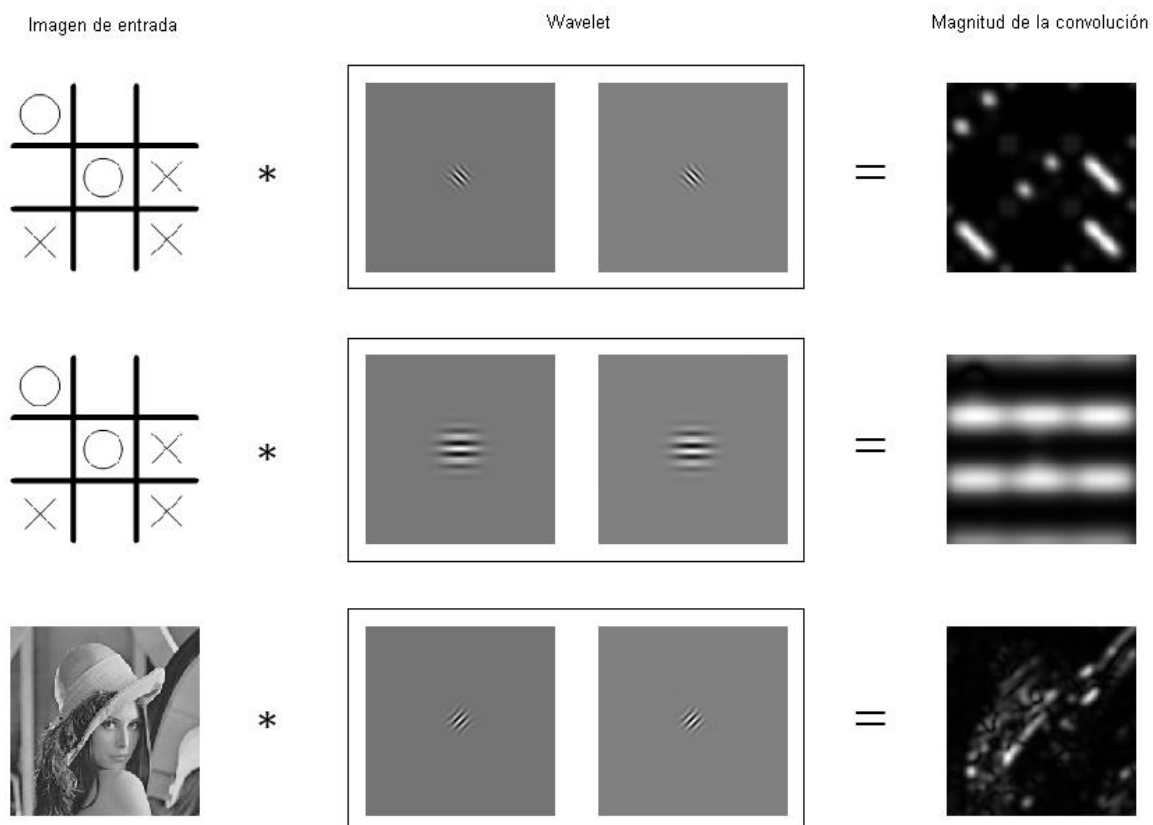 Imagen de entrada
Wavelet
Magnitud de la convolución
* =
* =
* =